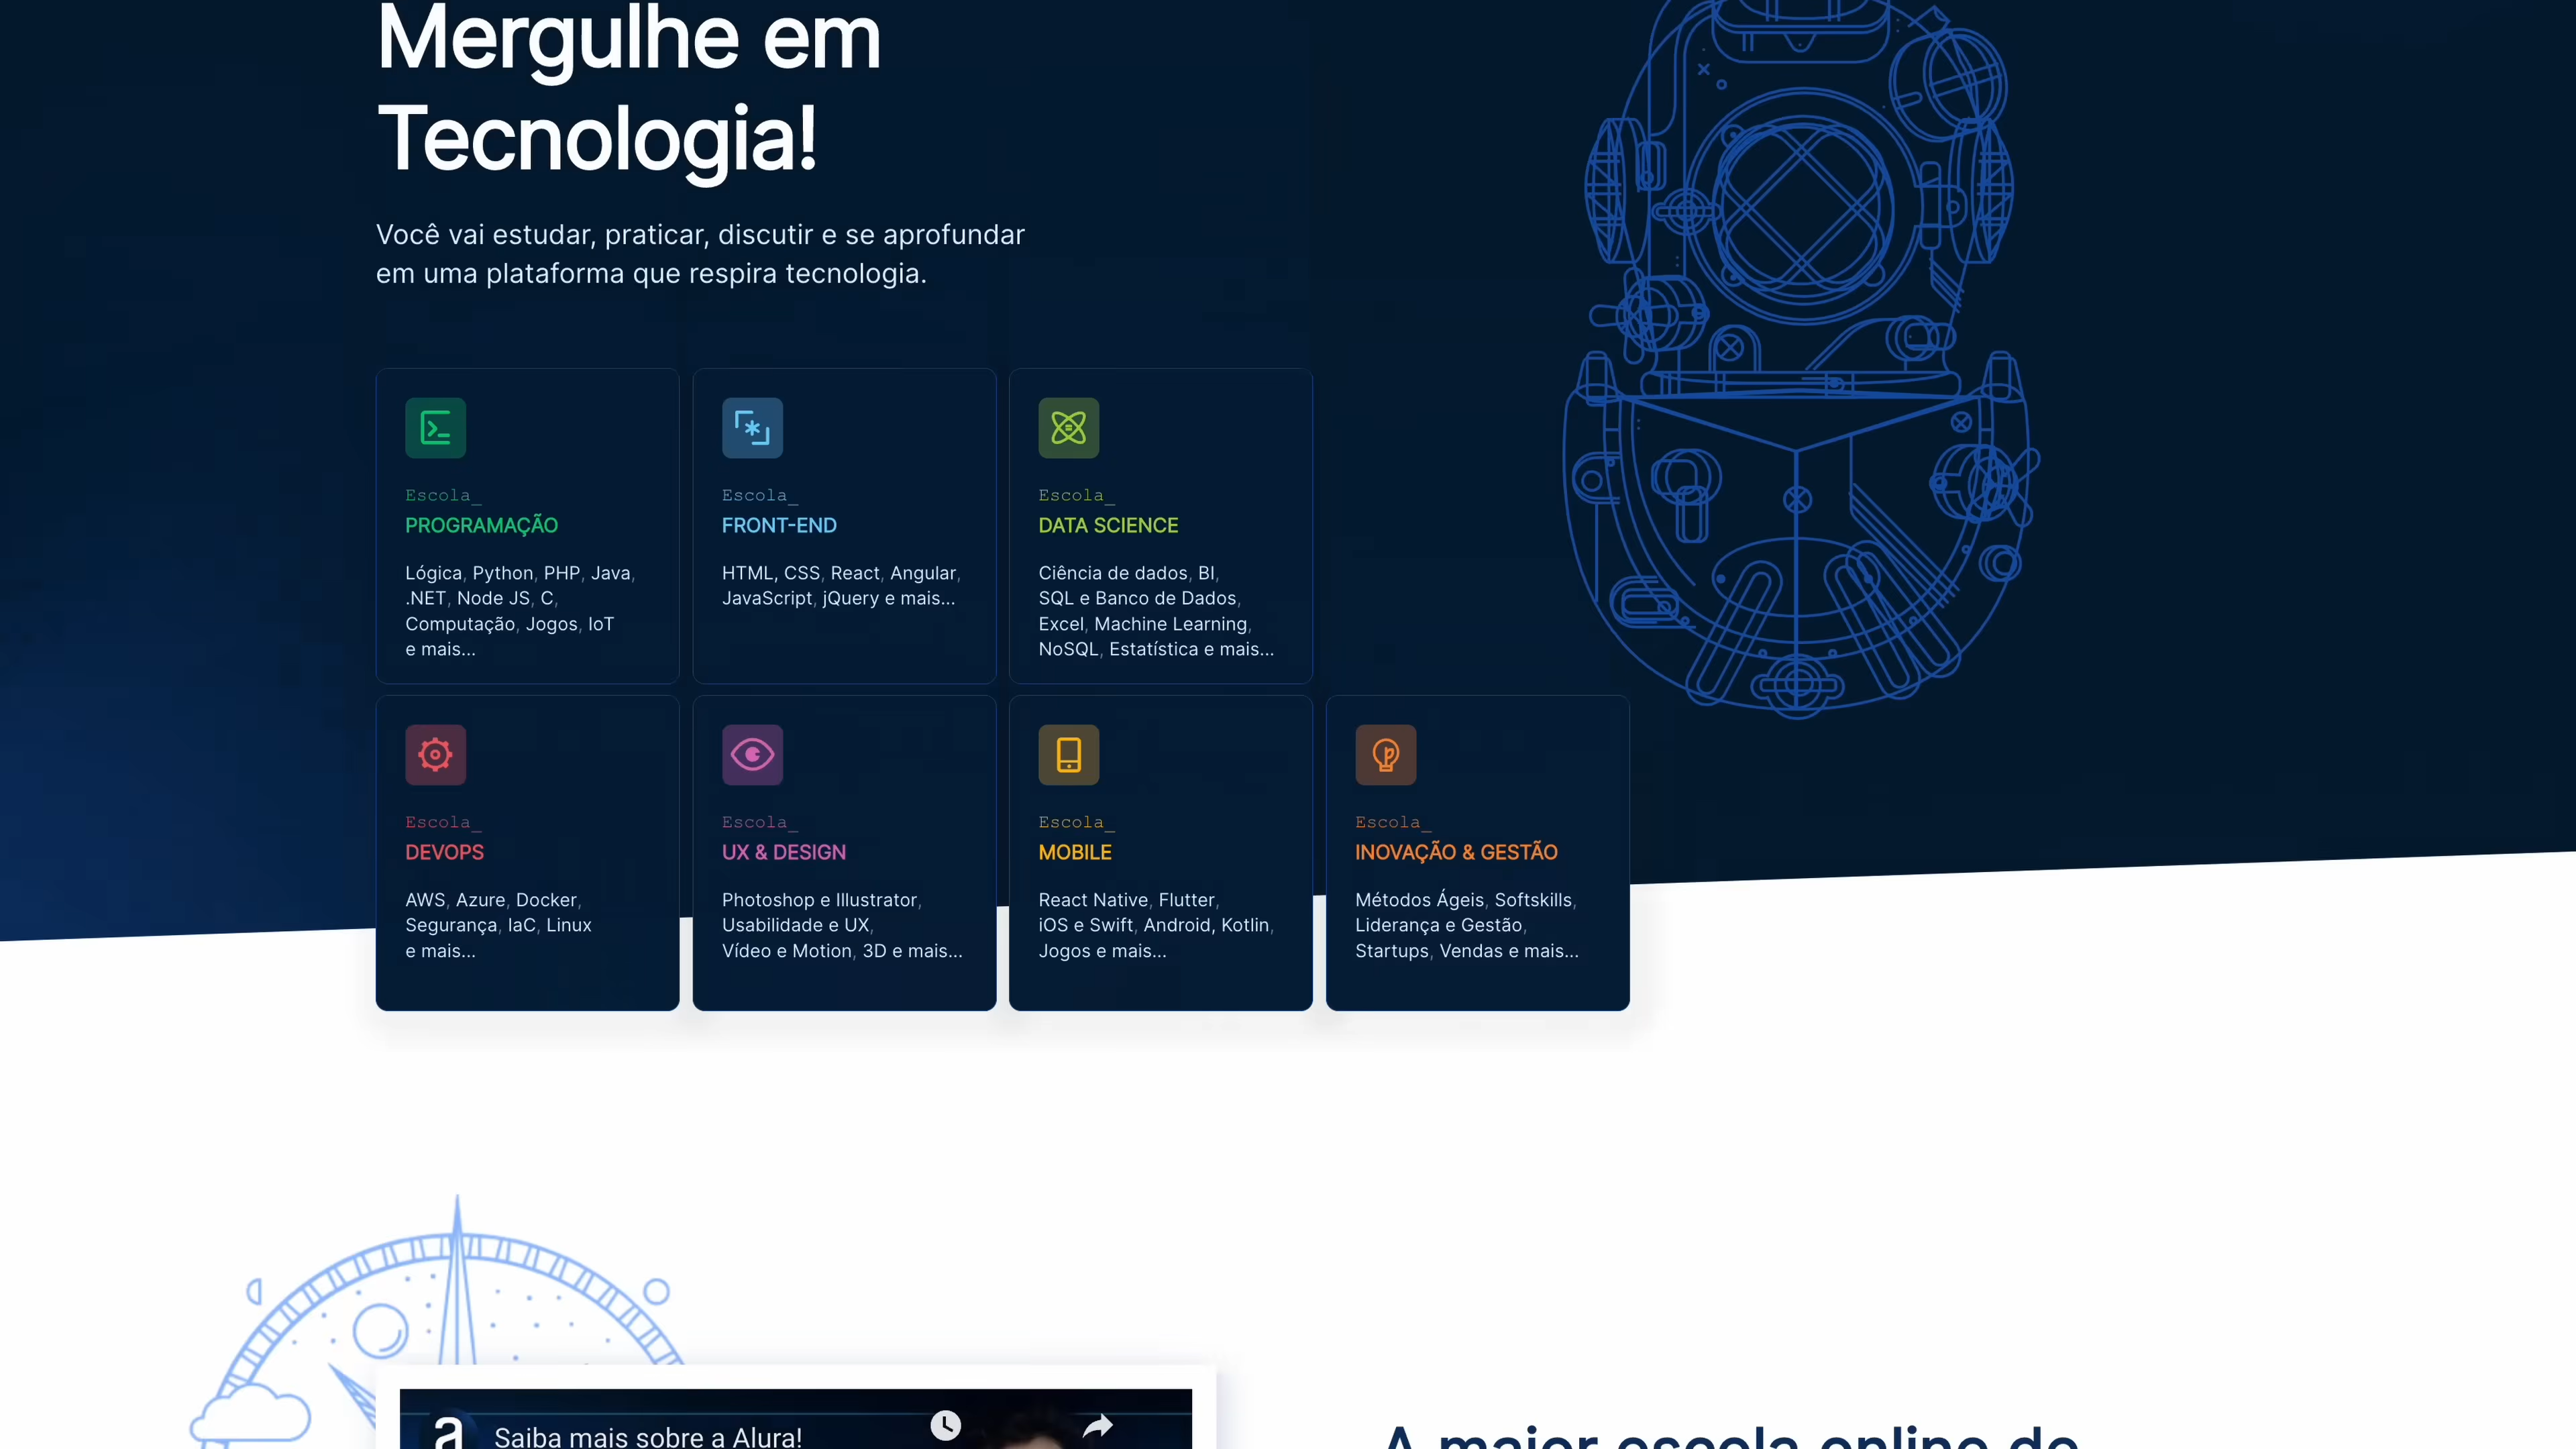 Mergulhe em
Tecnologia!
Você vai estudar, praticar, discutir e se aprofundar
em uma plataforma que respira tecnologia.
Escola_
PROGRAMAÇÃO
Lógica, Python, PHP, Java,
.NET, Node JS, C,
Computação, Jogos, IoT
e mais...
Escola_
FRONT-END
HTML, CSS, React, Angular,
JavaScript, jQuery e mais...
Escola_
DATA SCIENCE
Ciência de dados, BI,
SQL e Banco de Dados,
Excel, Machine Learning,
NoSQL, Estatística e mais...
Escola_
DEVOPS
AWS, Azure, Docker,
Segurança, IaC, Linux
e mais...
Escola_
UX & DESIGN
Photoshop e Illustrator,
Usabilidade e UX,
Vídeo e Motion, 3D e mais...
Escola_
MOBILE
React Native, Flutter,
iOS e Swift, Android, Kotlin,
Jogos e mais...
Escola_
INOVAÇÃO & GESTÃO
Métodos Ágeis, Softskills,
Liderança e Gestão,
Startups, Vendas e mais...
a
Saiba mais sobre a Alura!
A maior escola online de